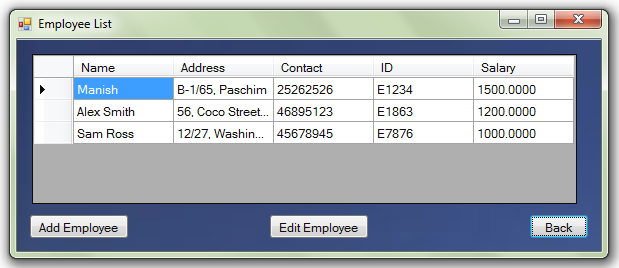 Employee List
Name Address Contact ID Salary
Manish B-1/65, Paschim 25262526 E1234 1500.0000
Alex Smith 56, Coco Street... 46895123 E1863 1200.0000
Sam Ross 12/27, Washin... 45678945 E7876 1000.0000
Add Employee Edit Employee Back